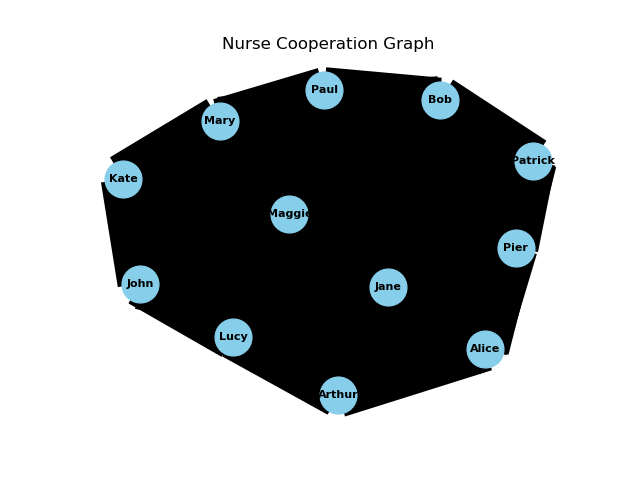 Nurse Cooperation Graph
Paul
Bob
Mary
Patrick
Kate
Maggie
Pier
John
Jane
Lucy
Alice
Arthur